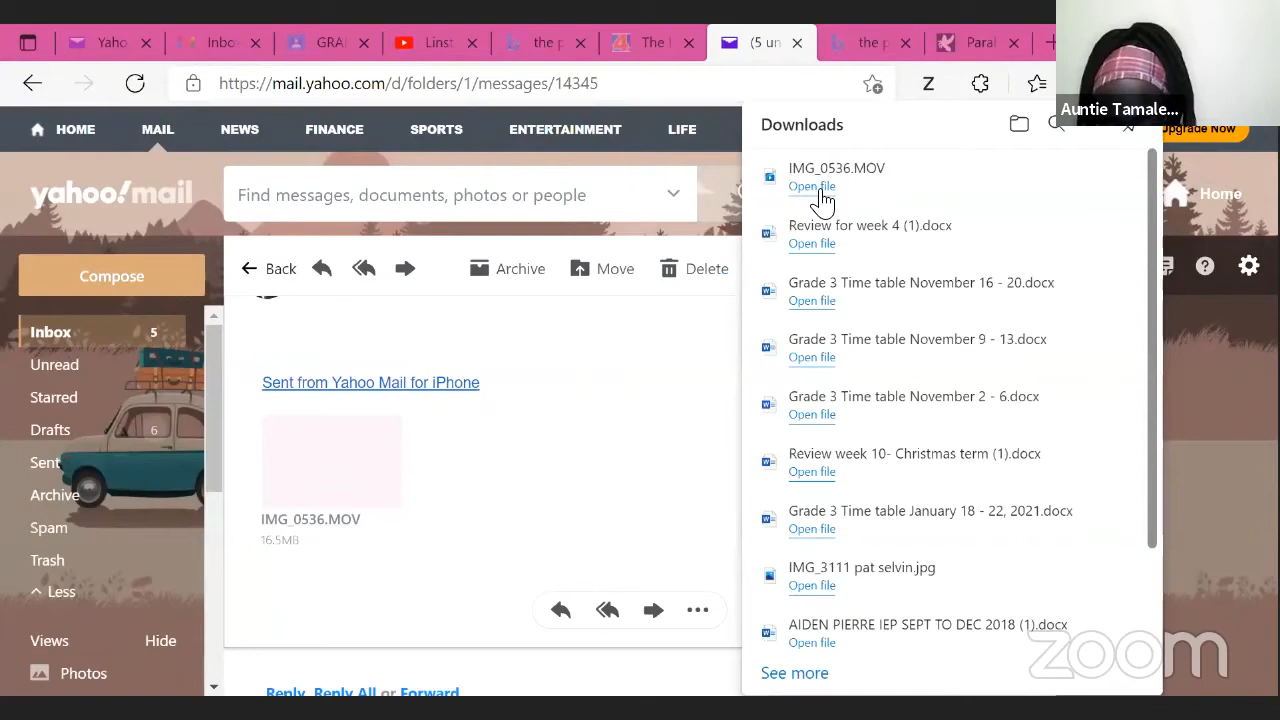 Yaho
Inbo
GRA
Linst
the p
The I
(5 un
the p
Paral
https://mail.yahoo.com/d/folders/1/messages/14345
Z
Auntie Tamale...
HOME
MAIL
NEWS
FINANCE
SPORTS
ENTERTAINMENT
LIFE
Upgrade Now
yahoo!mail
Find messages, documents, photos or people
Home
Compose
Back
Archive
Move
Delete
Inbox 5
Unread
Starred
Drafts 6
Sent
Archive
Spam
Trash
Less
Views Hide
Photos
Sent from Yahoo Mail for iPhone
IMG_0536.MOV
16.5MB
Reply, Reply All or Forward
Downloads
IMG_0536.MOV
Open file
Review for week 4 (1).docx
Open file
Grade 3 Time table November 16 - 20.docx
Open file
Grade 3 Time table November 9 - 13.docx
Open file
Grade 3 Time table November 2 - 6.docx
Open file
Review week 10- Christmas term (1).docx
Open file
Grade 3 Time table January 18 - 22, 2021.docx
Open file
IMG_3111 pat selvin.jpg
Open file
AIDEN PIERRE IEP SEPT TO DEC 2018 (1).docx
Open file
See more
zoom